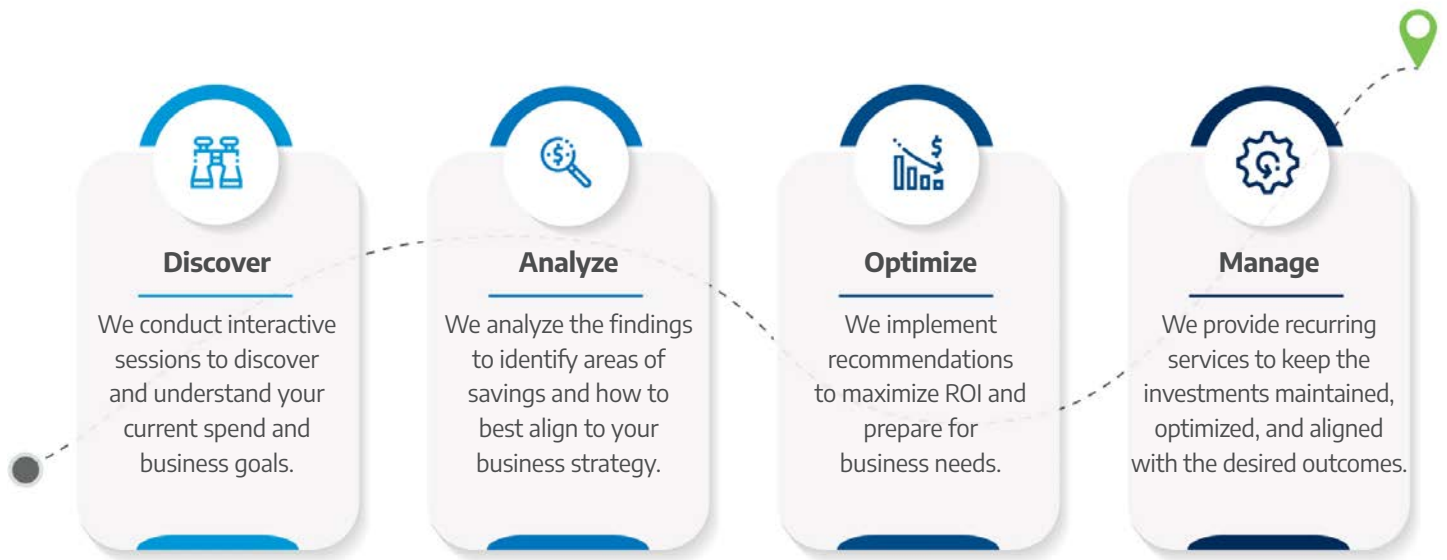 Discover
We conduct interactive
sessions to discover
and understand your
current spend and
business goals.
Analyze
We analyze the findings
to identify areas of
savings and how to
best align to your
business strategy.
Optimize
We implement
recommendations
to maximize ROI and
prepare for
business needs.
Manage
We provide recurring
services to keep the
investments maintained,
optimized, and aligned
with the desired outcomes.